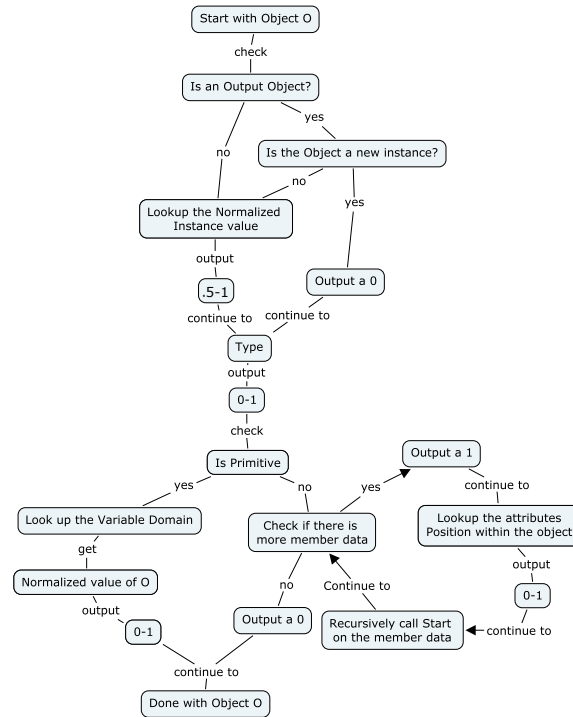 Start with Object O
check
Is an Output Object?
yes
no
Is the Object a new instance?
no
yes
Lookup the Normalized
Instance value
output
Output a 0
.5-1
continue to
continue to
Type
output
0-1
check
Is Primitive
Output a 1
yes
no
yes
continue to
Look up the Variable Domain
Check if there is
more member data
Lookup the attributes
Position within the object
get
output
Normalized value of O
no
Continue to
0-1
output
0-1
Output a 0
Recursively call Start
on the member data
continue to
continue to
Done with Object O